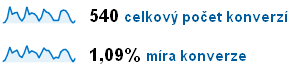 540 celkový počet konverzí
1,09% míra konverze